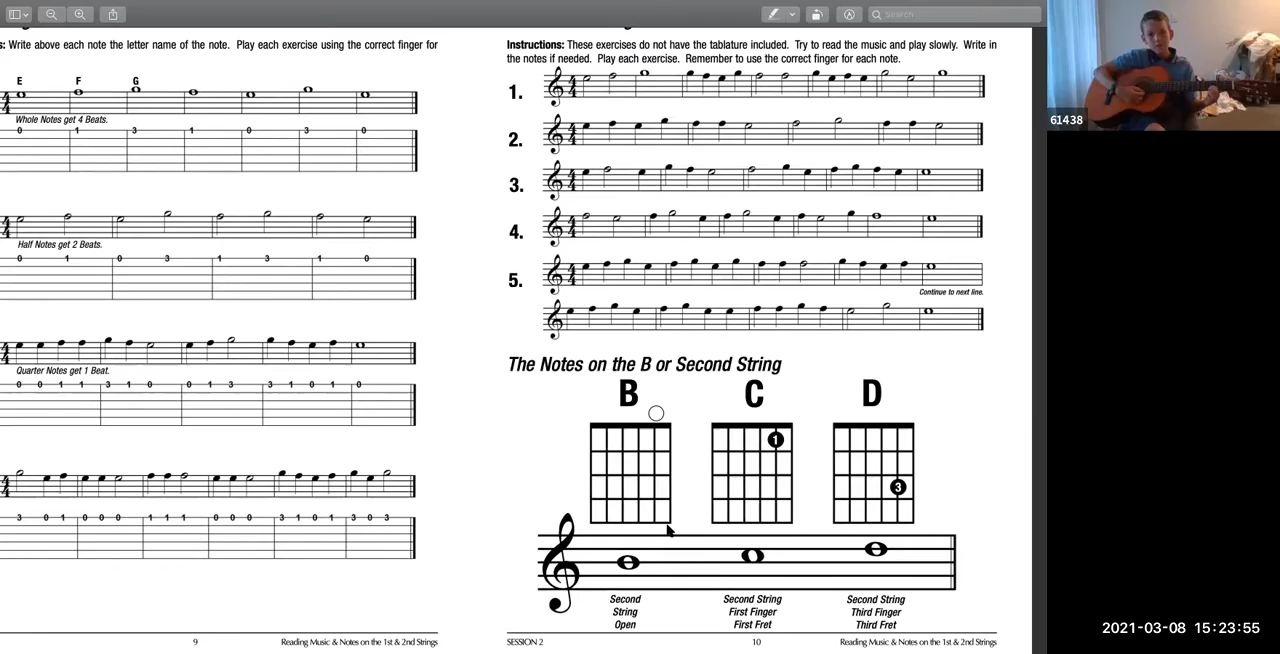 Search
s: Write above each note the letter name of the note. Play each exercise using the correct finger for
E F G
Whole Notes get 4 Beats.
0 1 3 1 0 3 0
Half Notes get 2 Beats.
0 1 0 3 1 3 1 0
Quarter Notes get 1 Beat.
0 0 1 1 3 1 0 0 1 3 3 1 0 1 0
3 0 1 0 0 0 1 1 1 0 0 0 3 1 0 1 3 0 3
9 Reading Music & Notes on the 1st & 2nd Strings
Instructions: These exercises do not have the tablature included. Try to read the music and play slowly. Write in
the notes if needed. Play each exercise. Remember to use the correct finger for each note.
1.
2.
3.
4.
5.
Continue to next line.
The Notes on the B or Second String
B C D
1
3
Second Second String Second String
String First Finger Third Finger
Open First Fret Third Fret
SESSION 2 10 Reading Music & Notes on the 1st & 2nd Strings
61438
2021-03-08 15:23:55